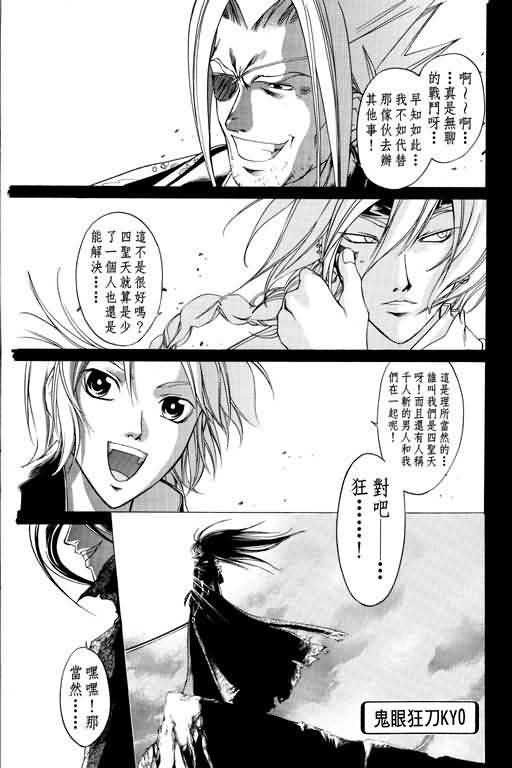 啊～～啊
…真是無聊
的戰鬥呀…
早知如此…
我不如代替
那傢伙去辦
其他事！
這不是很好嗎？
四聖天就算是少
了一個人也還是
能解決……
這是理所當然的…
誰叫我們是四聖天
呀！而且還有人稱
千人斬的男人和我
們在一起呢！
對吧……
狂……！
嘿嘿！那
當然……
鬼眼狂刀KYO